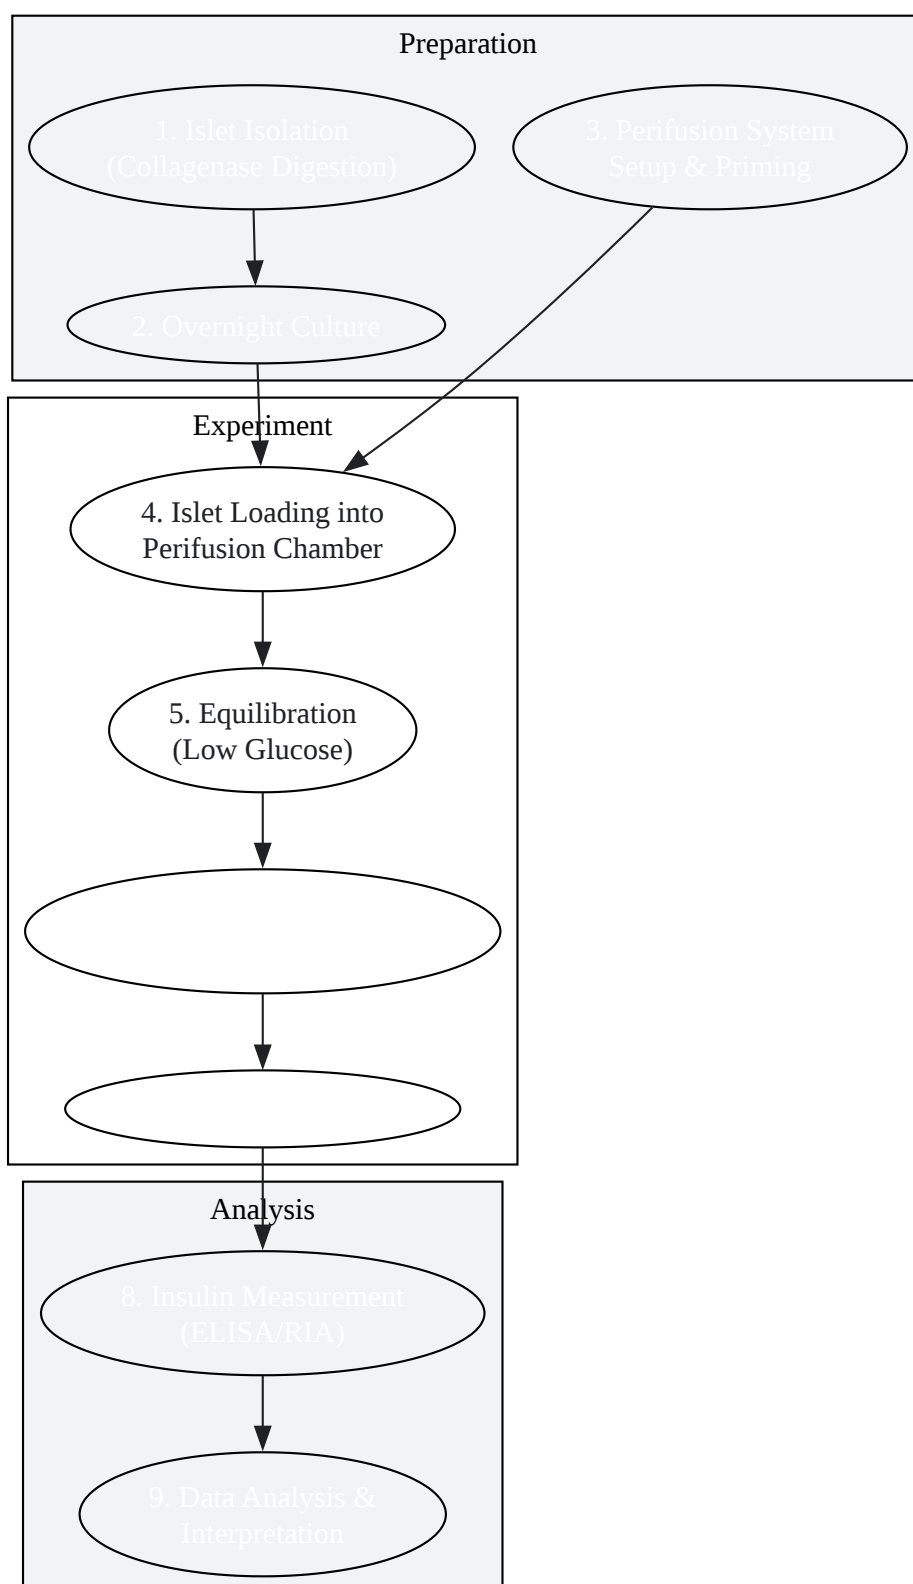 Preparation
1. Islet Isolation
(Collagenase Digestion)
3. Perifusion System
Setup & Priming
2. Overnight Culture
Experiment
4. Islet Loading into
Perifusion Chamber
5. Equilibration
(Low Glucose)
Analysis
8. Insulin Measurement
(ELISA/RIA)
9. Data Analysis &
Interpretation